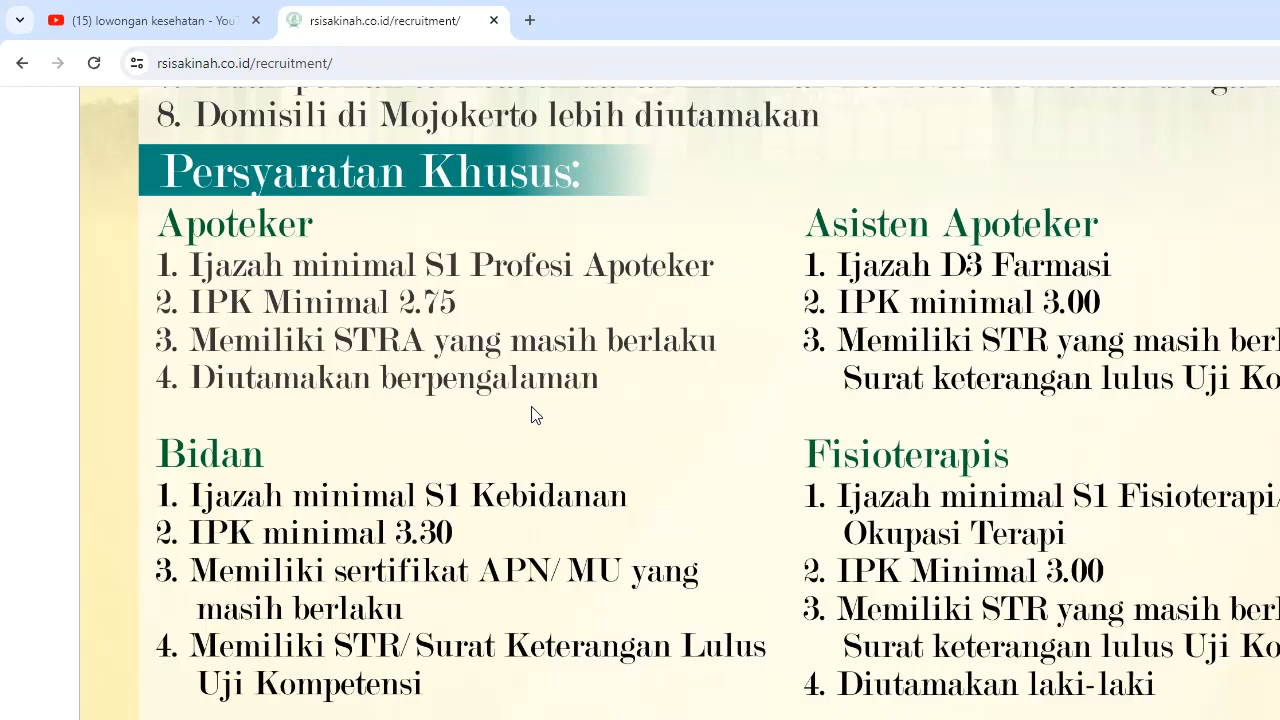 (15) lowongan kesehatan - You
rsisakinah.co.id/recruitment/
rsisakinah.co.id/recruitment/
8. Domisili di Mojokerto lebih diutamakan
Persyaratan Khusus:
Apoteker
1. Ijazah minimal S1 Profesi Apoteker
2. IPK Minimal 2.75
3. Memiliki STRA yang masih berlaku
4. Diutamakan berpengalaman
Asisten Apoteker
1. Ijazah D3 Farmasi
2. IPK minimal 3.00
3. Memiliki STR yang masih berl
Surat keterangan lulus Uji Ko
Bidan
1. Ijazah minimal S1 Kebidanan
2. IPK minimal 3.30
3. Memiliki sertifikat APN/ MU yang
masih berlaku
4. Memiliki STR/ Surat Keterangan Lulus
Uji Kompetensi
Fisioterapis
1. Ijazah minimal S1 Fisioterapi/
Okupasi Terapi
2. IPK Minimal 3.00
3. Memiliki STR yang masih berl
Surat keterangan lulus Uji Ko
4. Diutamakan laki-laki